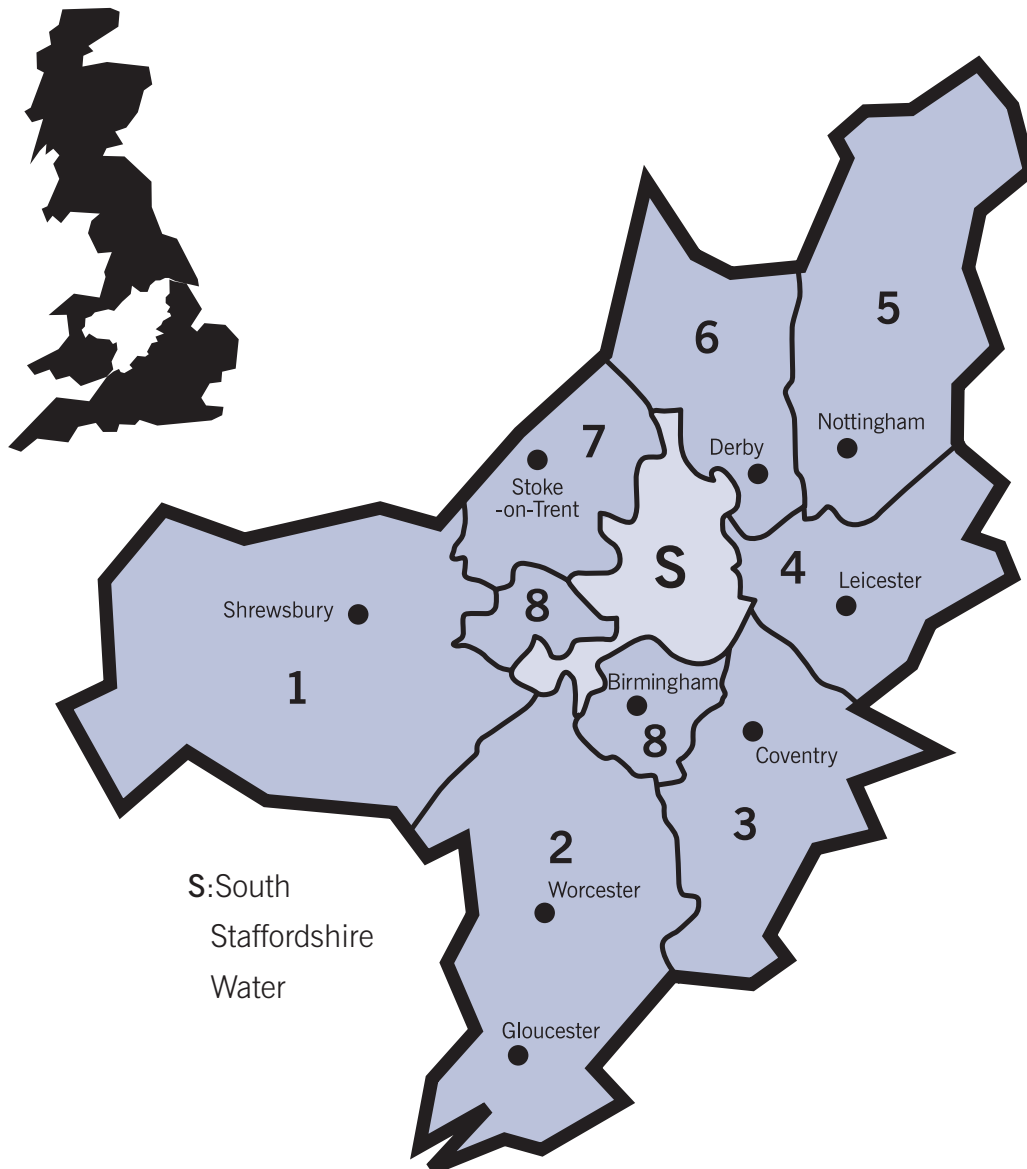 5
6
Nottingham
7
Derby
Stoke
-on-Trent
S
4
Leicester
8
Shrewsbury
1
Birmingham
8
Coventry
3
2
S:South
Staffordshire
Water
Worcester
Gloucester